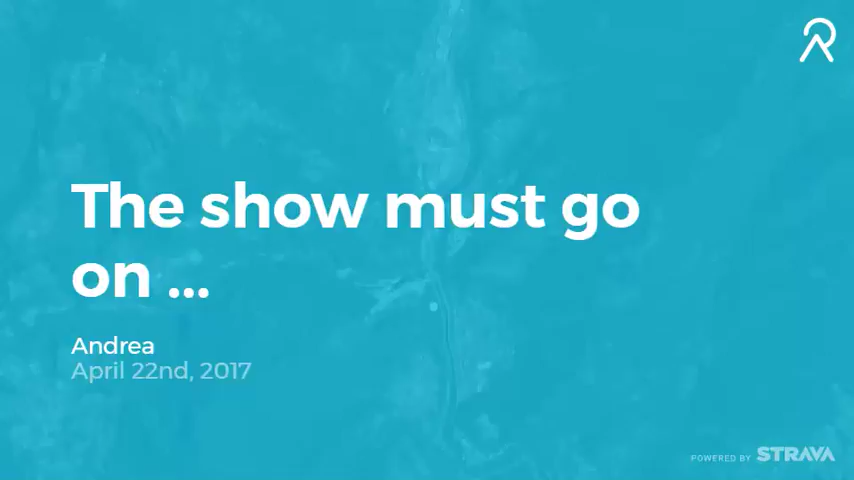 The show must go
on ...
Andrea
April 22nd, 2017
POWERED BY STRAVA